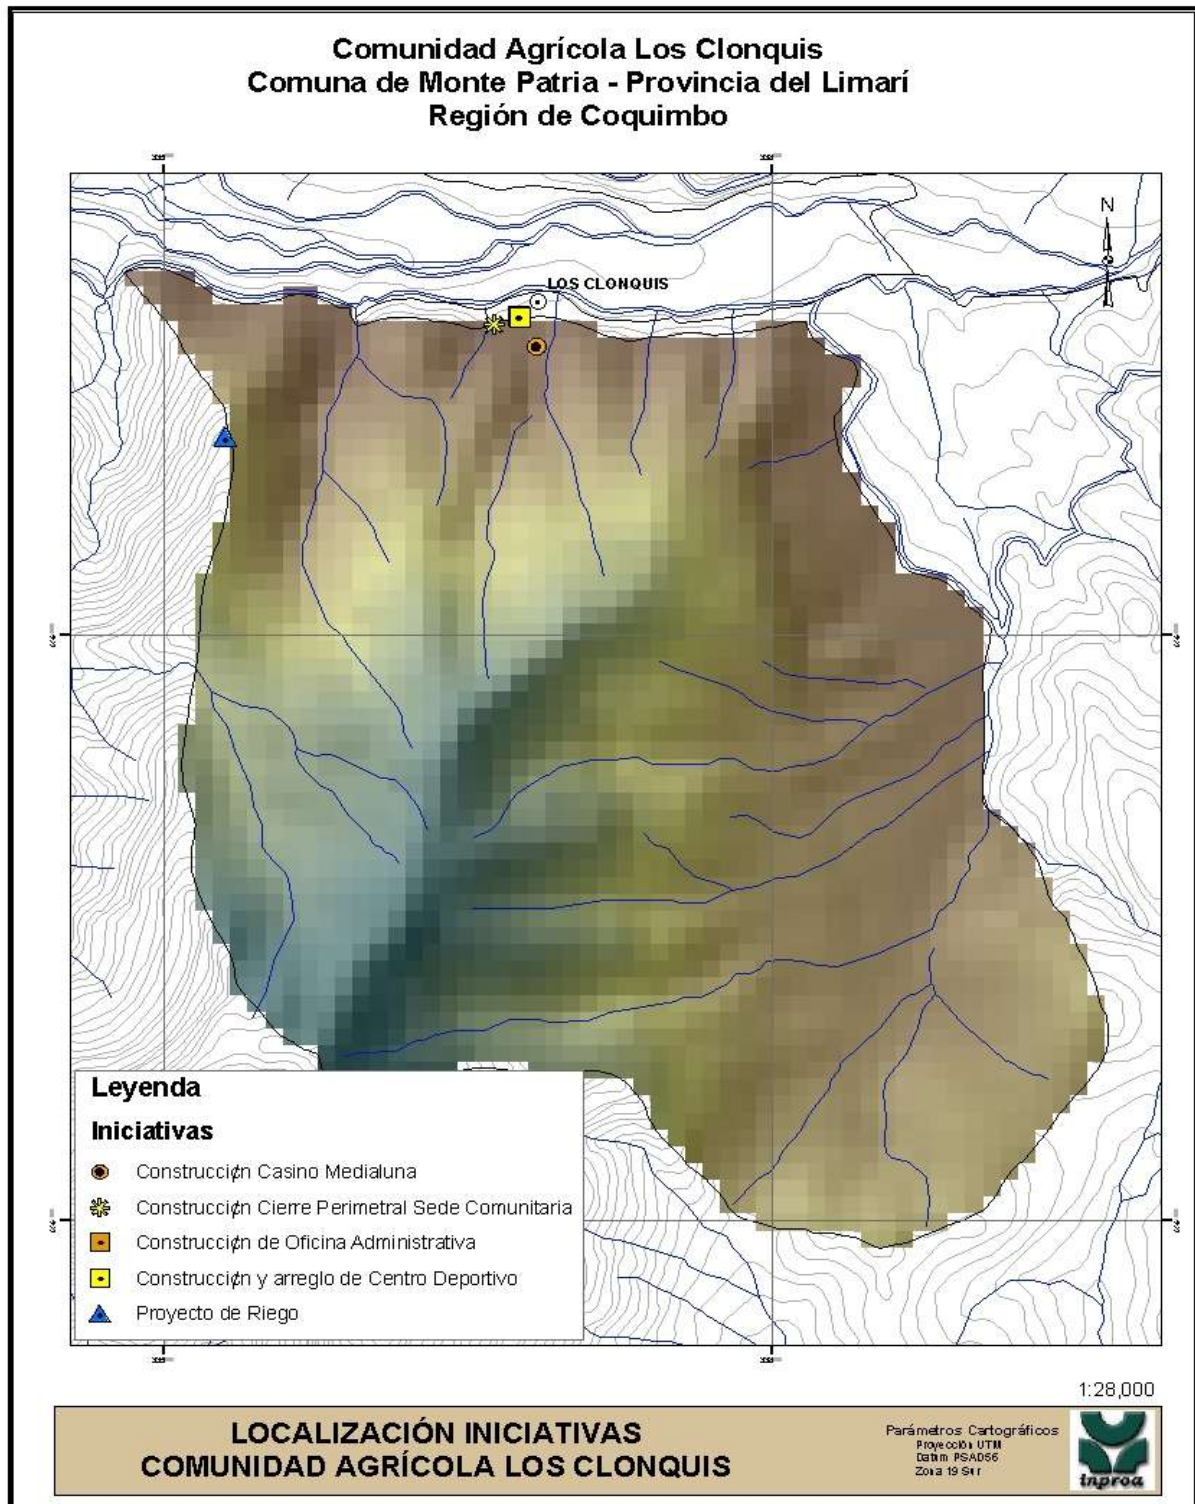 Comunidad Agrícola Los Clonquis
Comuna de Monte Patria - Provincia del Limarí
Región de Coquimbo
N
LOS CLONQUIS
Leyenda
Iniciativas
Construcci¢n Casino Medialuna
Construcci¢n Cierre Perimetral Sede Comunitaria
Construcci¢n de Oficina Administrativa
Construcci¢n y arreglo de Centro Deportivo
Proyecto de Riego
1:28,000
LOCALIZACIÓN INICIATIVAS
COMUNIDAD AGRÍCOLA LOS CLONQUIS
Parámetros Cartográficos
Proyección UTM
Datum PSAD56
Zona 19 Sur
inproa